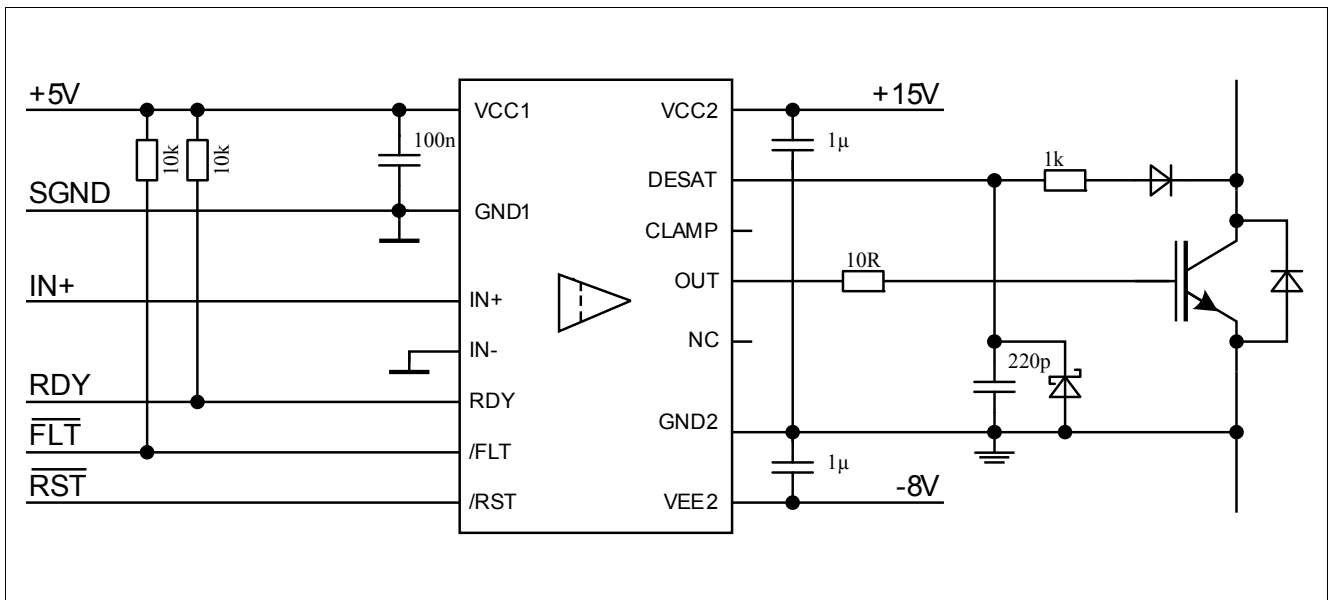 +5V
10k
10k
100n
SGND
IN+
RDY
FLT
RST
VCC1
GND1
IN+
IN-
RDY
/FLT
/RST
VCC2
DESAT
CLAMP
OUT
NC
GND2
VEE2
+15V
1µ
1k
10R
220p
1µ
-8V